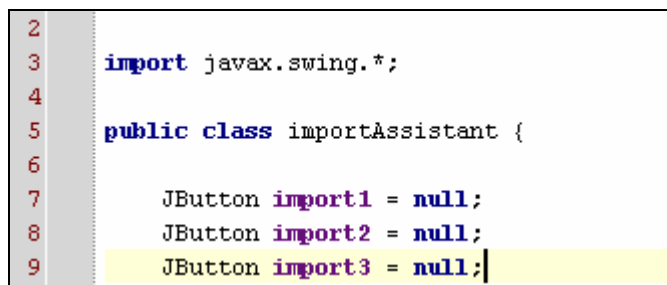 2
3 import javax.swing.*;
4
5 public class importAssistant {
6
7 JButton import1 = null;
8 JButton import2 = null;
9 JButton import3 = null;